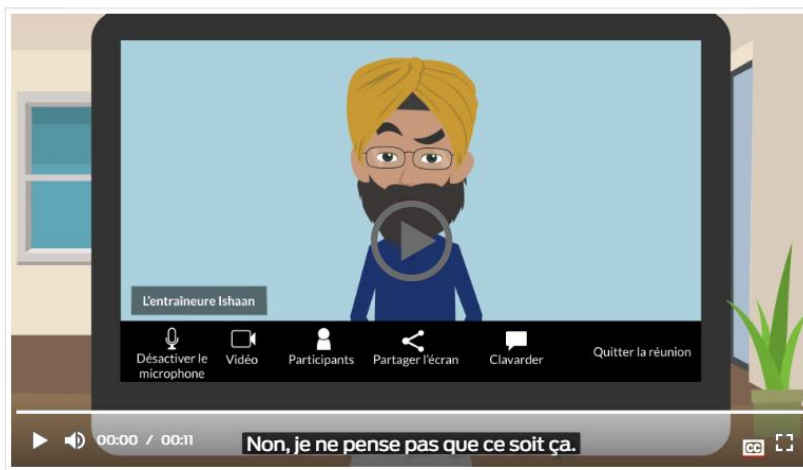 L'entraîneure Ishaan
Désactiver le
microphone
Vidéo
Participants
Partager l'écran
Clavarder
Quitter la réunion
00:00 / 00:11
Non, je ne pense pas que ce soit ça.
CC